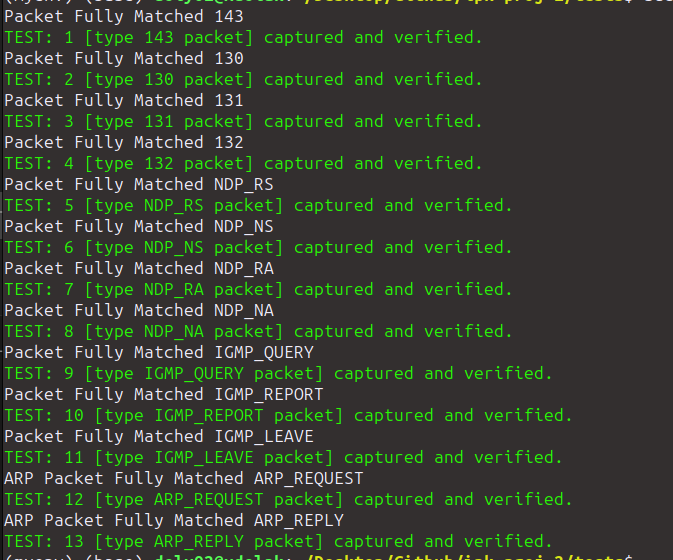 Packet Fully Matched 143
TEST: 1 [type 143 packet] captured and verified.
Packet Fully Matched 130
TEST: 2 [type 130 packet] captured and verified.
Packet Fully Matched 131
TEST: 3 [type 131 packet] captured and verified.
Packet Fully Matched 132
TEST: 4 [type 132 packet] captured and verified.
Packet Fully Matched NDP_RS
TEST: 5 [type NDP_RS packet] captured and verified.
Packet Fully Matched NDP_NS
TEST: 6 [type NDP_NS packet] captured and verified.
Packet Fully Matched NDP_RA
TEST: 7 [type NDP_RA packet] captured and verified.
Packet Fully Matched NDP_NA
TEST: 8 [type NDP_NA packet] captured and verified.
Packet Fully Matched IGMP_QUERY
TEST: 9 [type IGMP_QUERY packet] captured and verified.
Packet Fully Matched IGMP_REPORT
TEST: 10 [type IGMP_REPORT packet] captured and verified.
Packet Fully Matched IGMP_LEAVE
TEST: 11 [type IGMP_LEAVE packet] captured and verified.
ARP Packet Fully Matched ARP_REQUEST
TEST: 12 [type ARP_REQUEST packet] captured and verified.
ARP Packet Fully Matched ARP_REPLY
TEST: 13 [type ARP_REPLY packet] captured and verified.